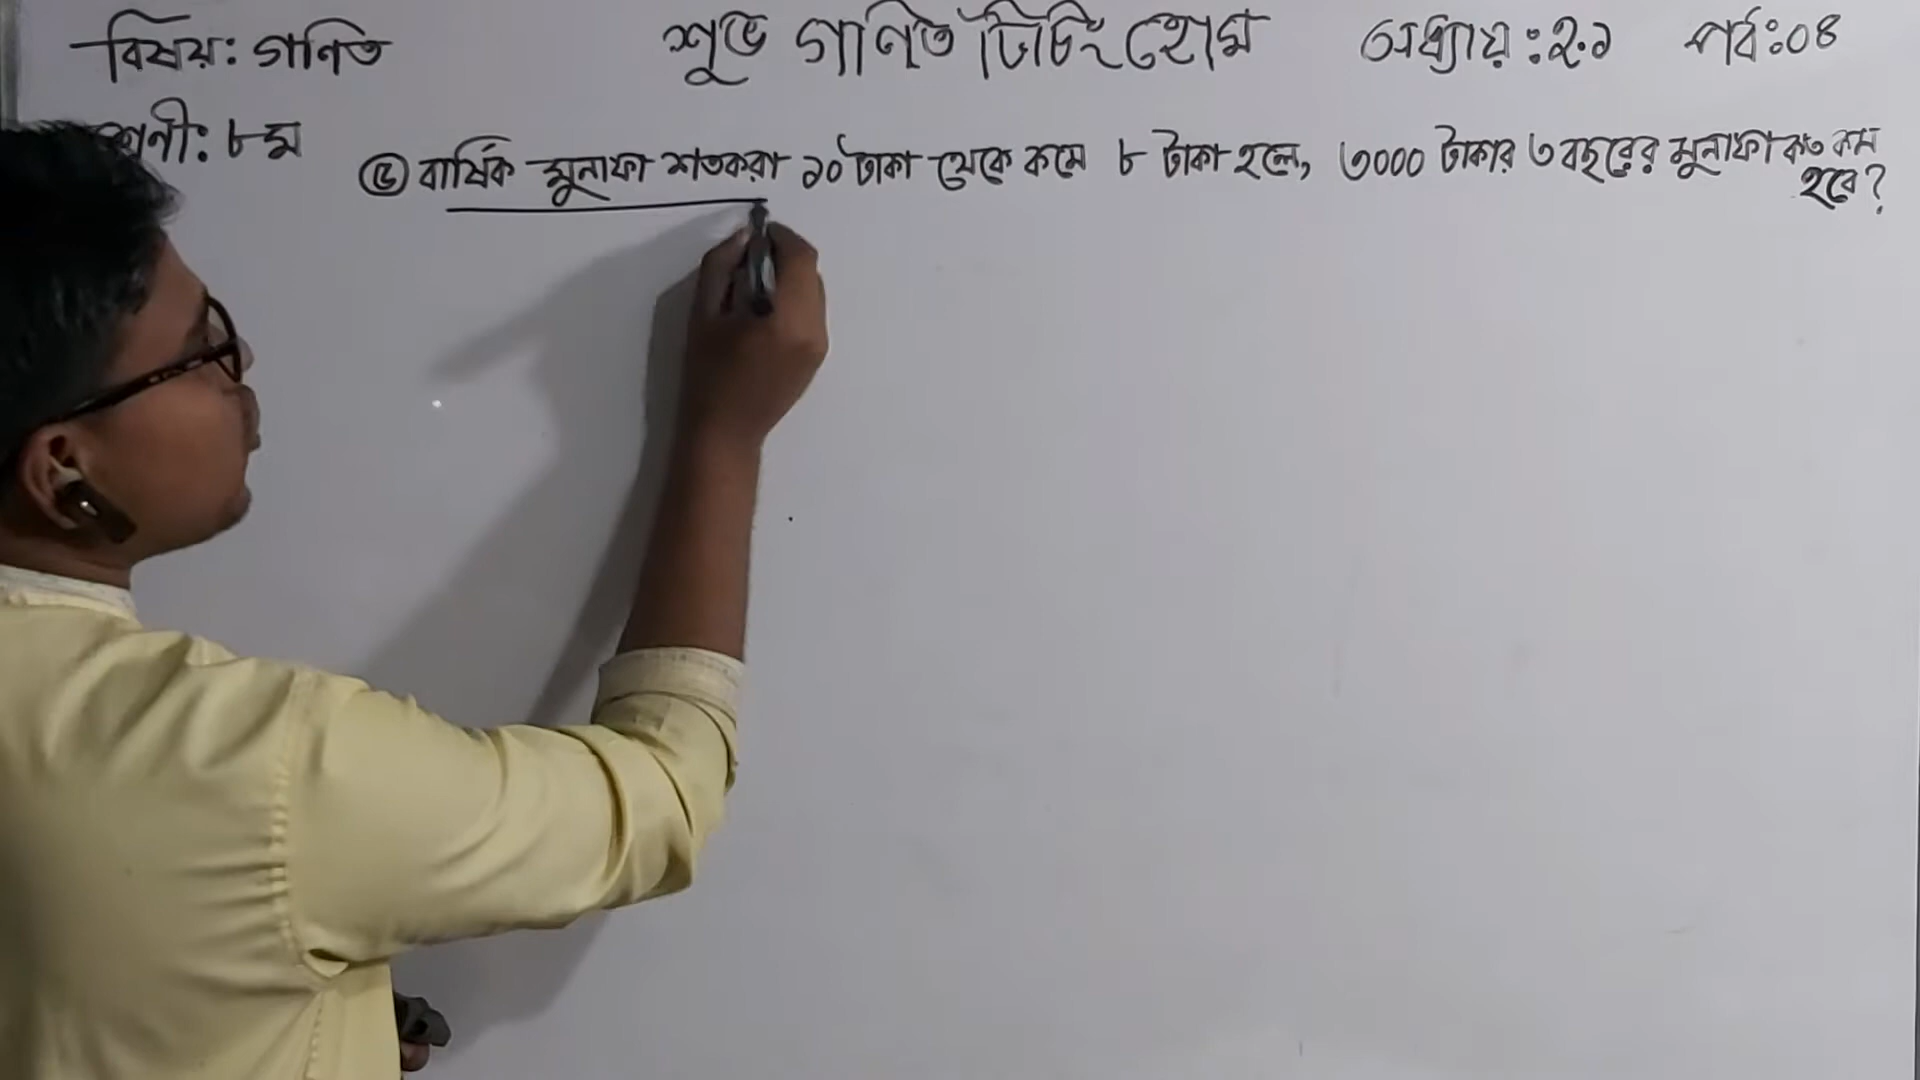 বিষয়: গণিত
শুভ গণিত টিচিং হোম
অধ্যায়: ২.১
পর্ব: ০৪
শ্রেণী: ৮ম
৫ বার্ষিক মুনাফা শতকরা ১০ টাকা থেকে কমে ৮ টাকা হলে, ৩০০০ টাকার ৩ বছরের মুনাফা কত কম
হবে?